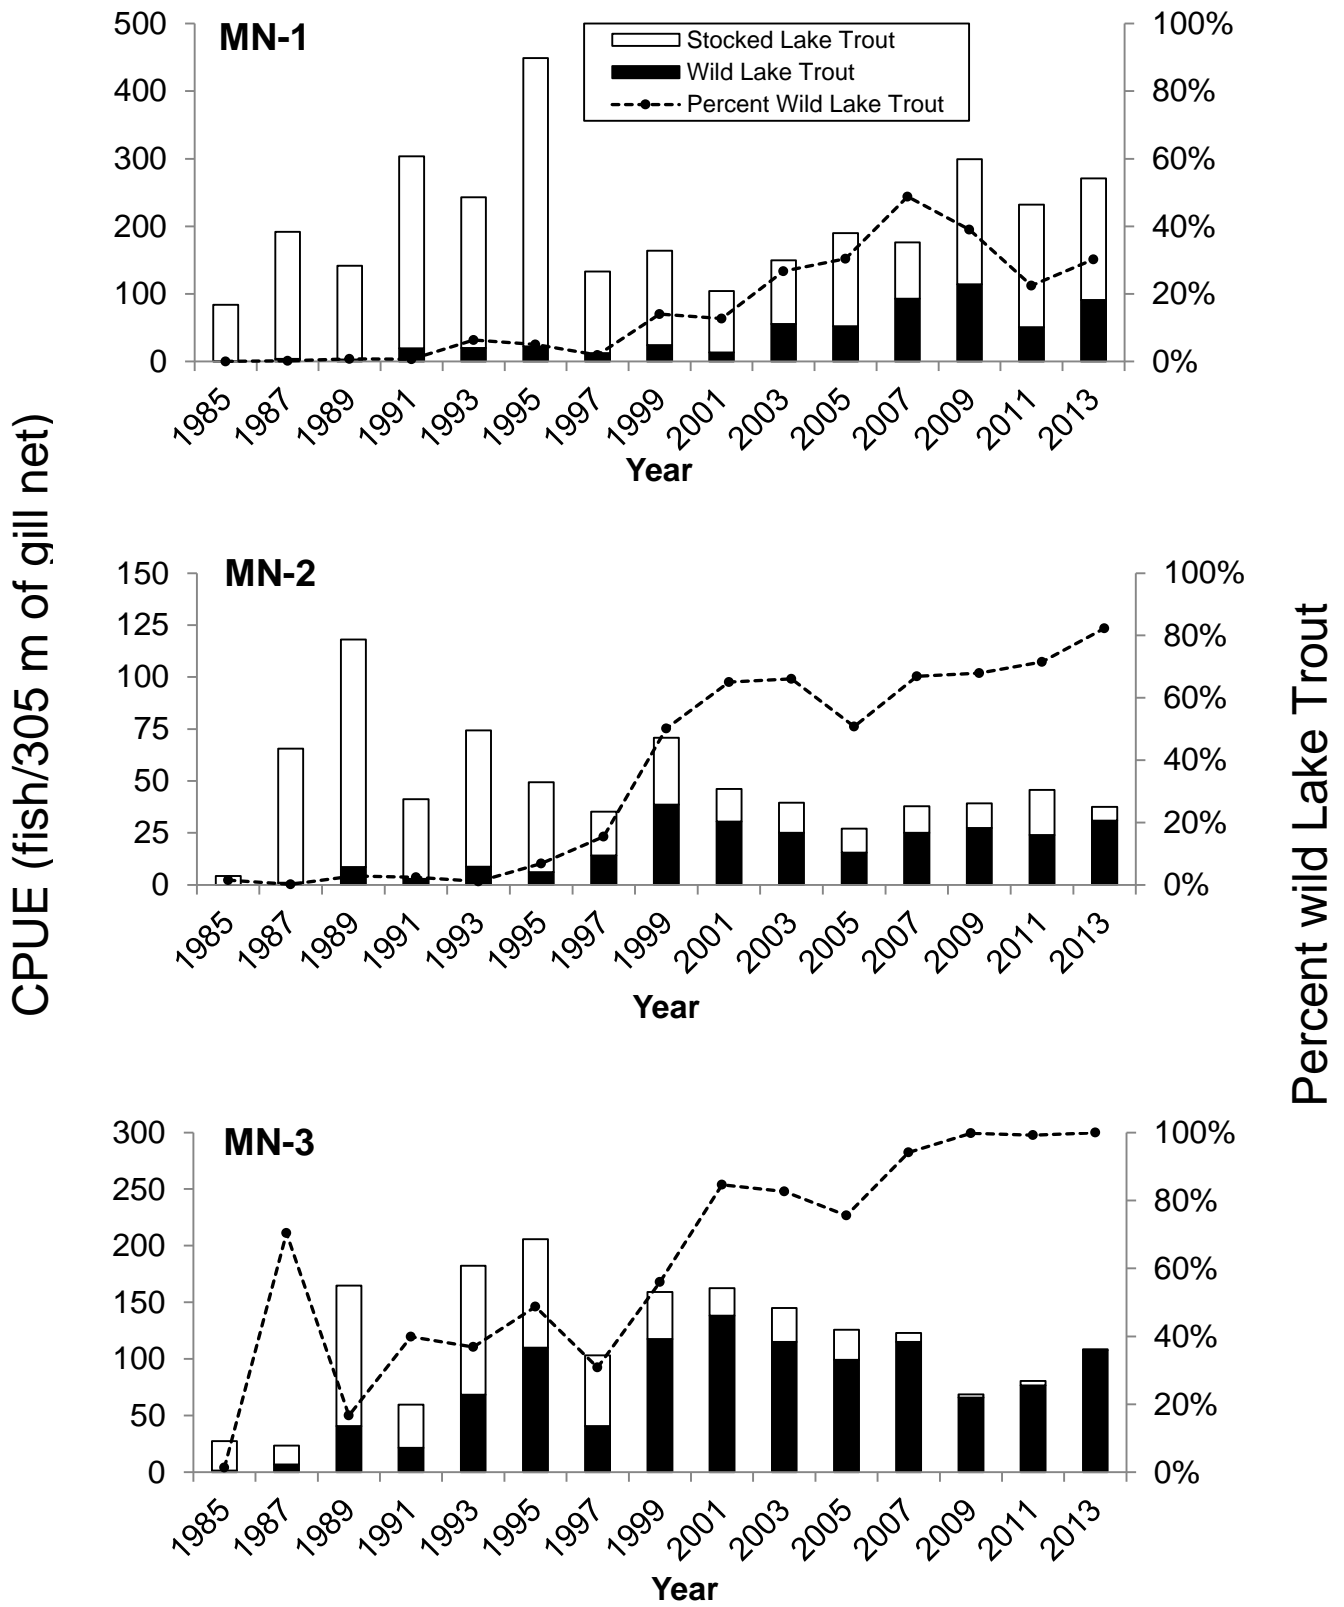 CPUE (fish/305 m of gill net)
Percent wild Lake Trout
MN-1
Stocked Lake Trout
Wild Lake Trout
Percent Wild Lake Trout
500
400
300
200
100
0
100%
80%
60%
40%
20%
0%
1985 1987 1989 1991 1993 1995 1997 1999 2001 2003 2005 2007 2009 2011 2013
Year
MN-2
150
125
100
75
50
25
0
100%
80%
60%
40%
20%
0%
1985 1987 1989 1991 1993 1995 1997 1999 2001 2003 2005 2007 2009 2011 2013
Year
MN-3
300
250
200
150
100
50
0
100%
80%
60%
40%
20%
0%
1985 1987 1989 1991 1993 1995 1997 1999 2001 2003 2005 2007 2009 2011 2013
Year